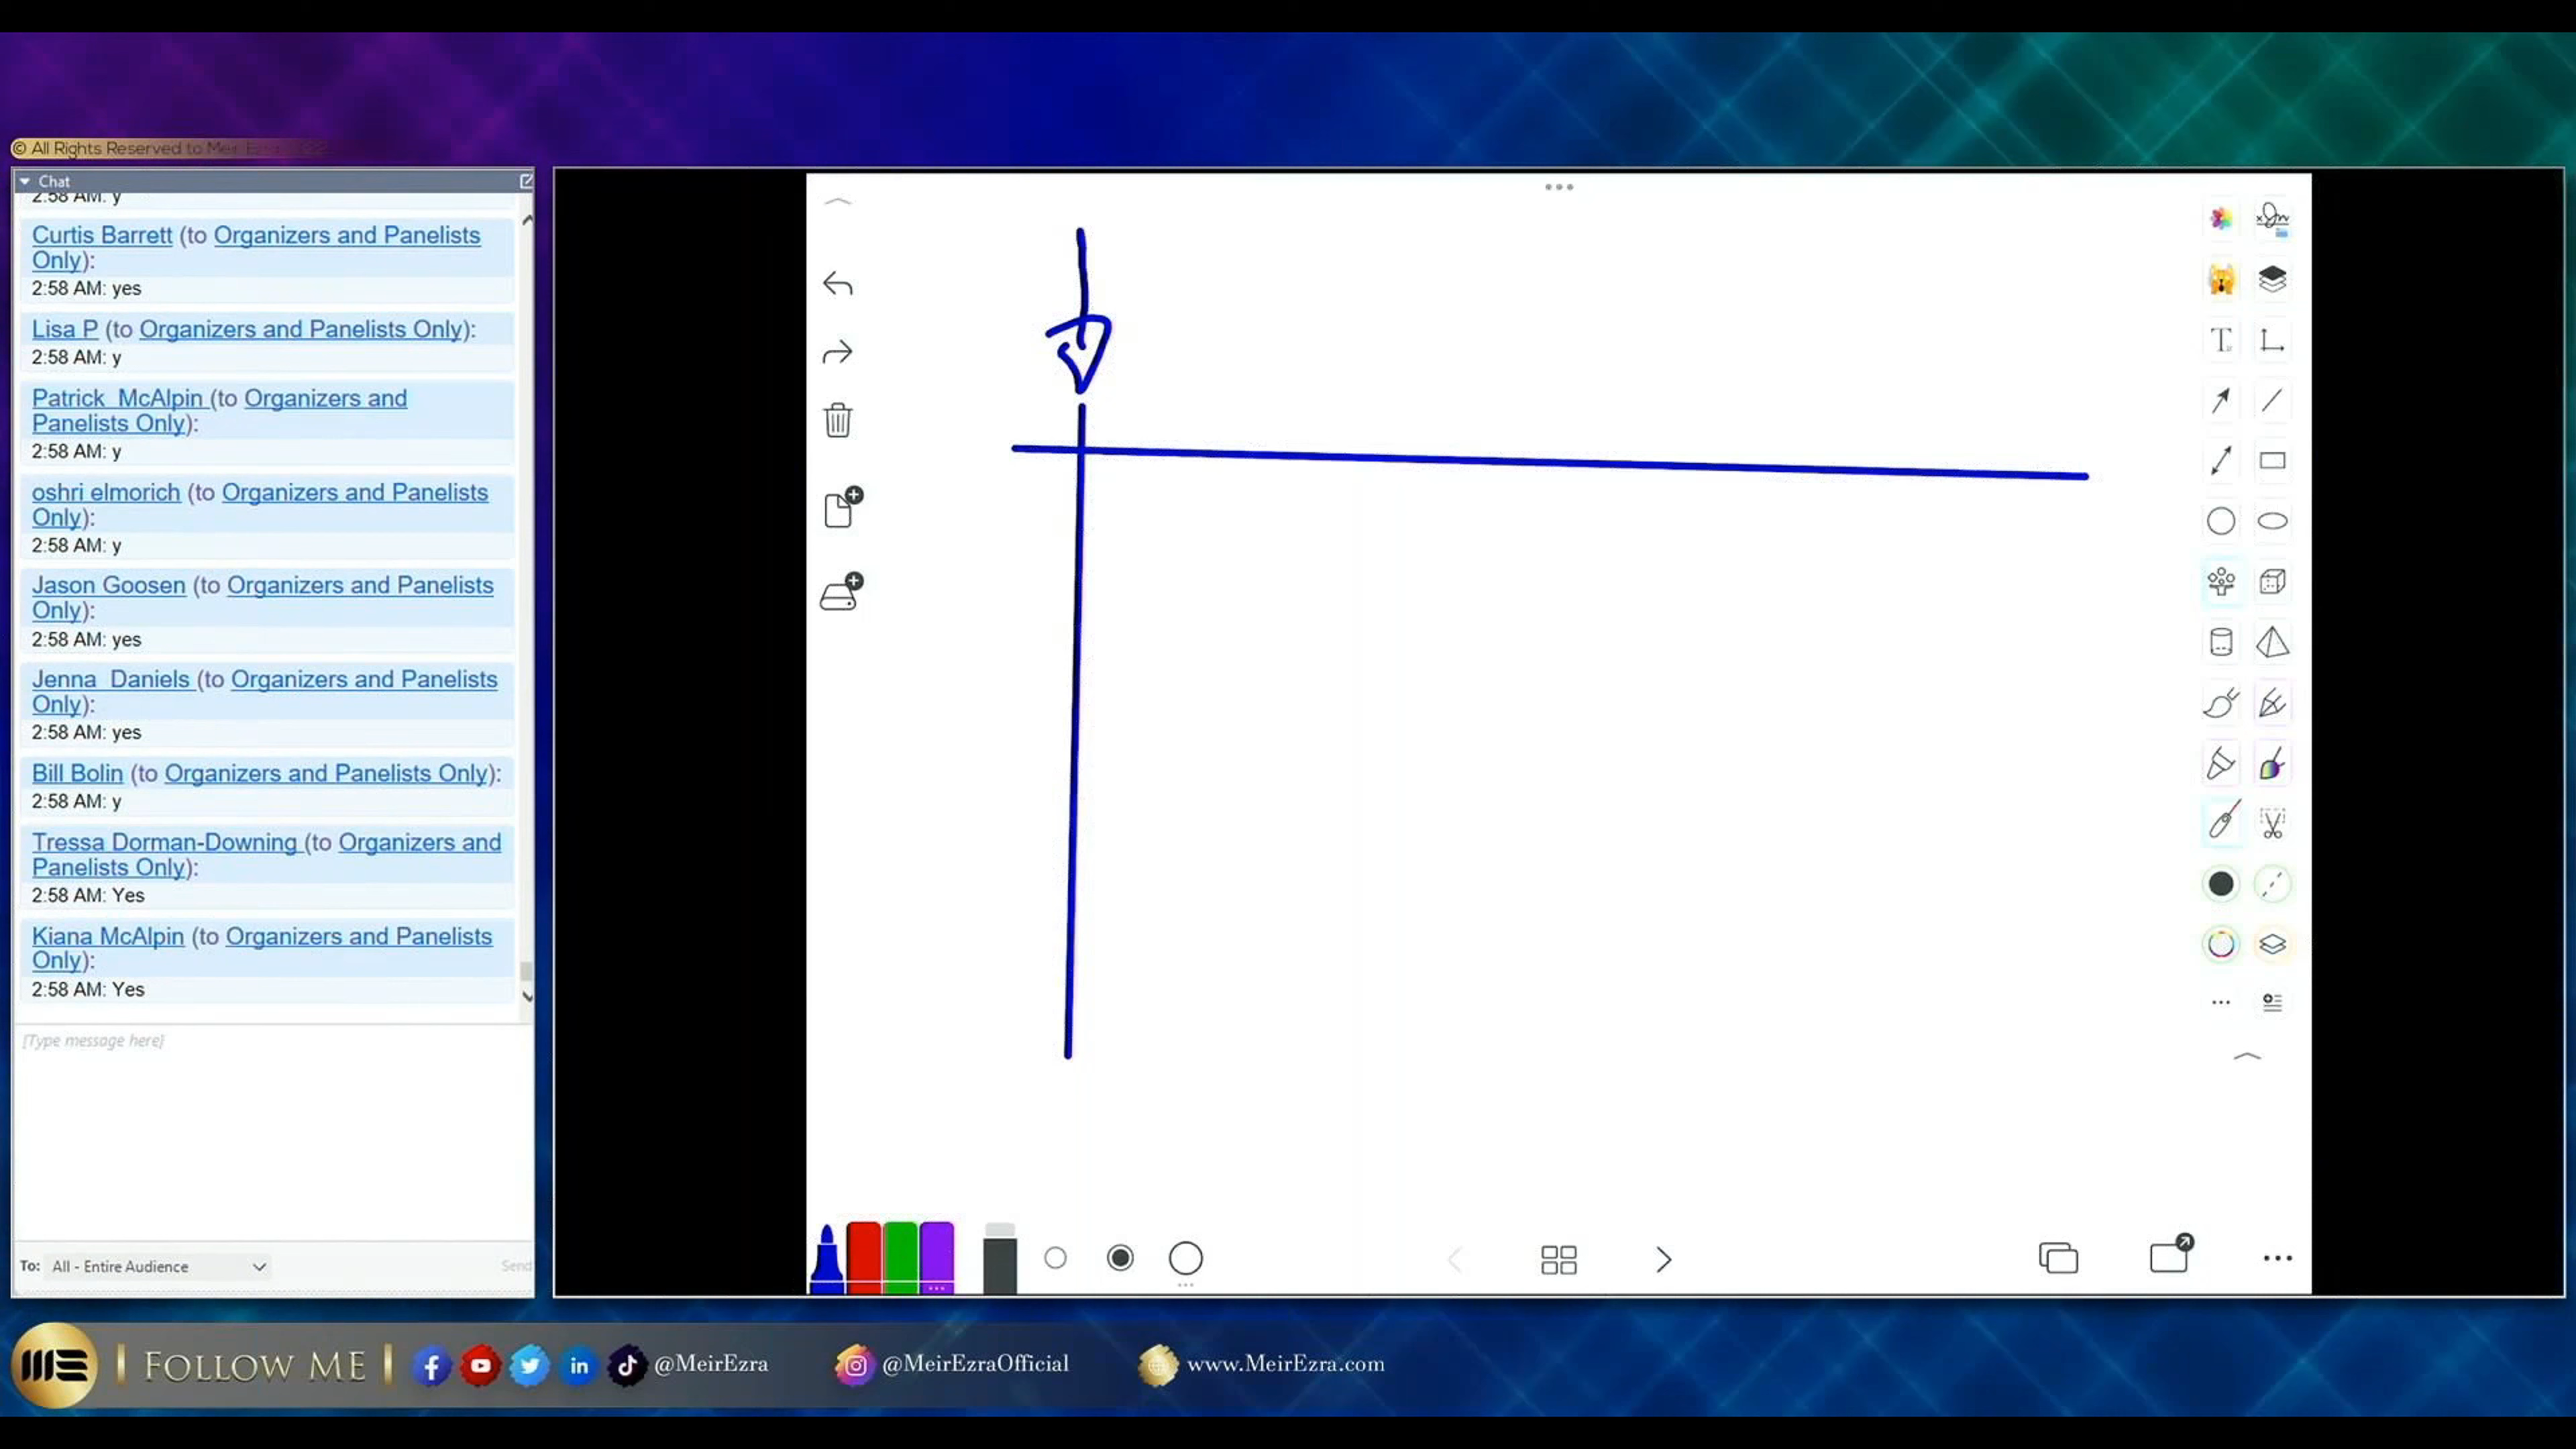 © All Rights Reserved to Meir
Chat
2:58 AM: y
Curtis Barrett (to Organizers and Panelists
Only):
2:58 AM: yes
Lisa P (to Organizers and Panelists Only):
2:58 AM: y
Patrick McAlpin (to Organizers and
Panelists Only):
2:58 AM: y
oshri elmorich (to Organizers and Panelists
Only):
2:58 AM: y
Jason Goosen (to Organizers and Panelists
Only):
2:58 AM: yes
Jenna Daniels (to Organizers and Panelists
Only):
2:58 AM: yes
Bill Bolin (to Organizers and Panelists Only):
2:58 AM: y
Tressa Dorman-Downing (to Organizers and
Panelists Only):
2:58 AM: Yes
Kiana McAlpin (to Organizers and Panelists
Only):
2:58 AM: Yes
[Type message here]
To: All - Entire Audience
Send
FOLLOW ME
@MeirEzra
@MeirEzraOfficial
www.MeirEzra.com